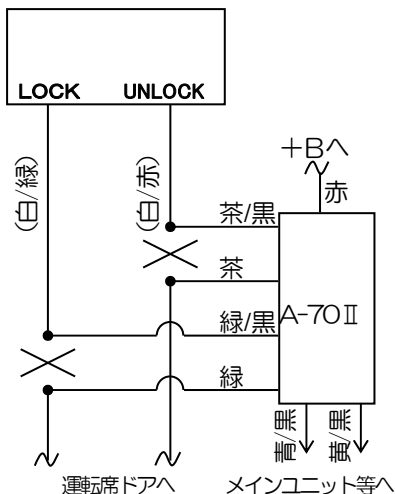 LOCK UNLOCK
＋Bへ
(白/緑)
(白/赤)
赤
茶/黒
茶
A-70Ⅱ
緑/黒
緑
青/黒
黄/黒
運転席ドアへ
メインユニット等へ